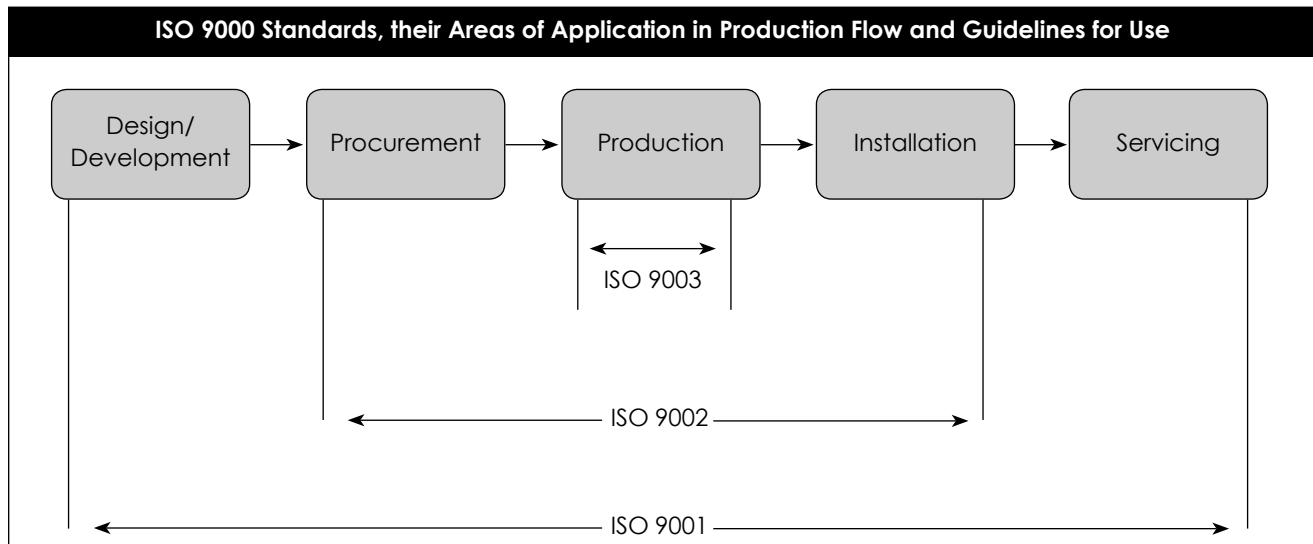 ISO 9000 Standards, their Areas of Application in Production Flow and Guidelines for Use
Design/
Development
Procurement
Production
Installation
Servicing
ISO 9003
ISO 9002
ISO 9001